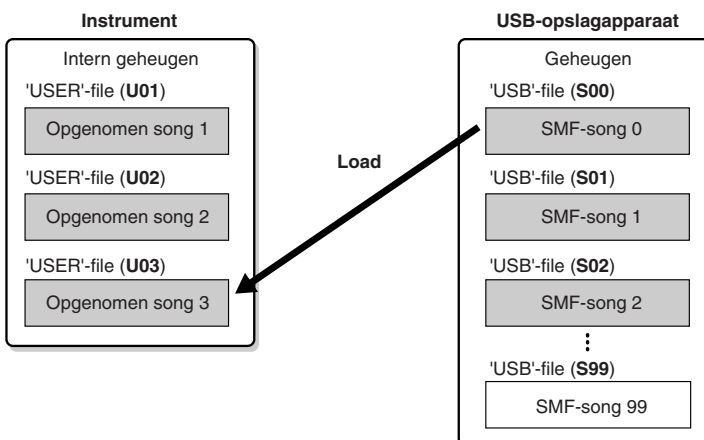 Instrument
Intern geheugen
'USER'-file (U01)
Opgenomen song 1
'USER'-file (U02)
Opgenomen song 2
'USER'-file (U03)
Opgenomen song 3
Load
USB-opslagapparaat
Geheugen
'USB'-file (S00)
SMF-song 0
'USB'-file (S01)
SMF-song 1
'USB'-file (S02)
SMF-song 2
'USB'-file (S99)
SMF-song 99